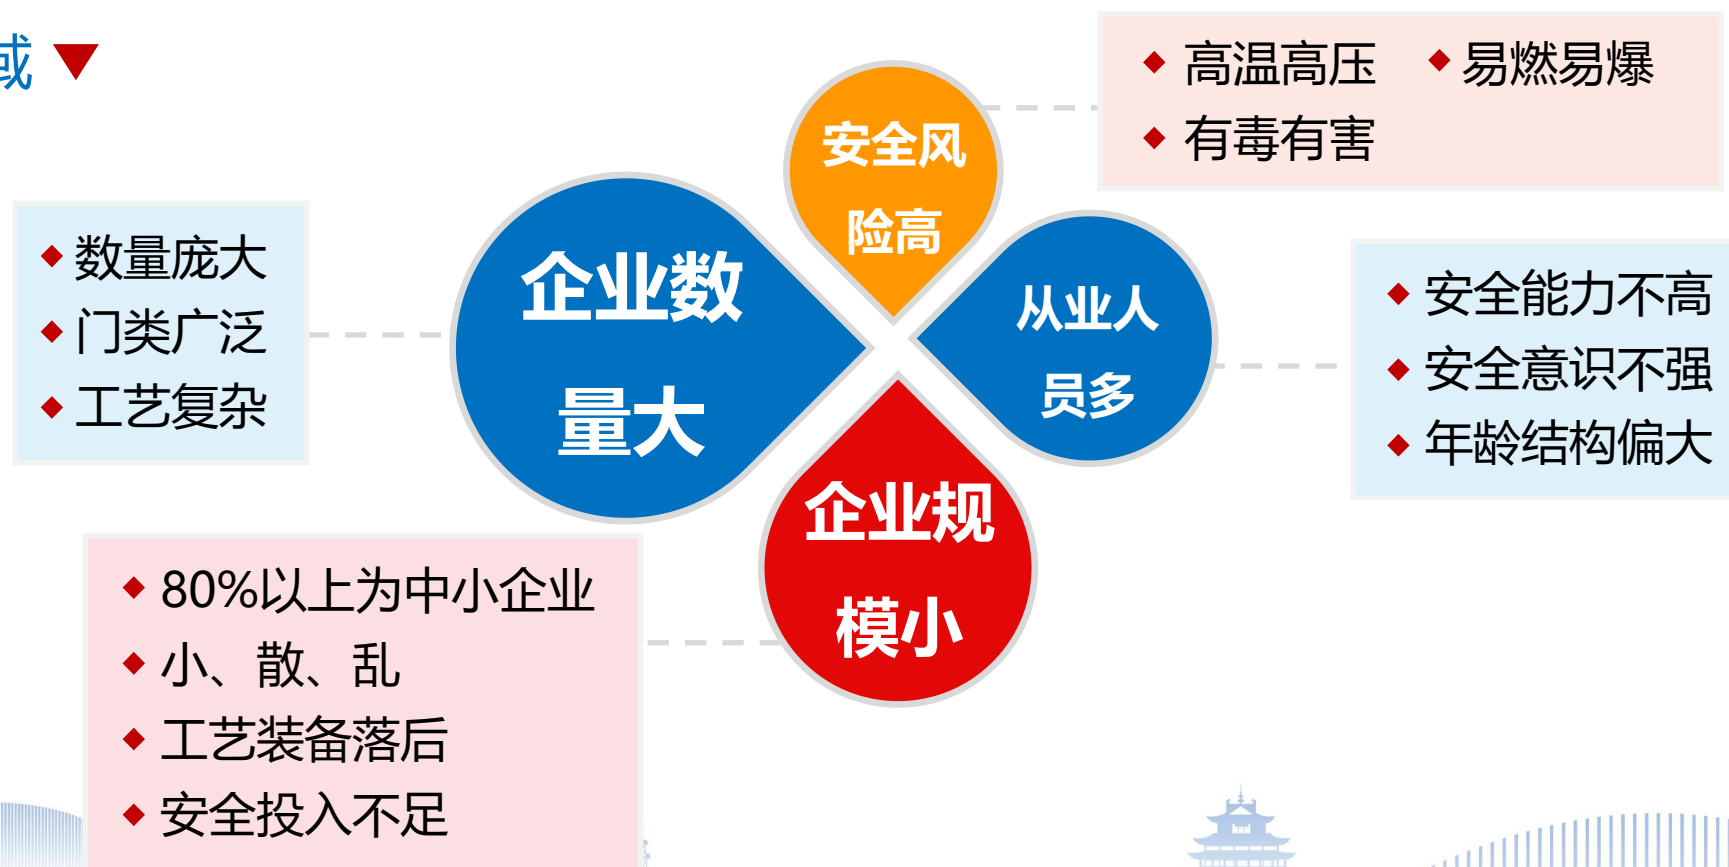 域
安全风
险高
高温高压
易燃易爆
有毒有害
企业数
量大
数量庞大
门类广泛
工艺复杂
从业人
员多
安全能力不高
安全意识不强
年龄结构偏大
企业规
模小
80%以上为中小企业
小、散、乱
工艺装备落后
安全投入不足